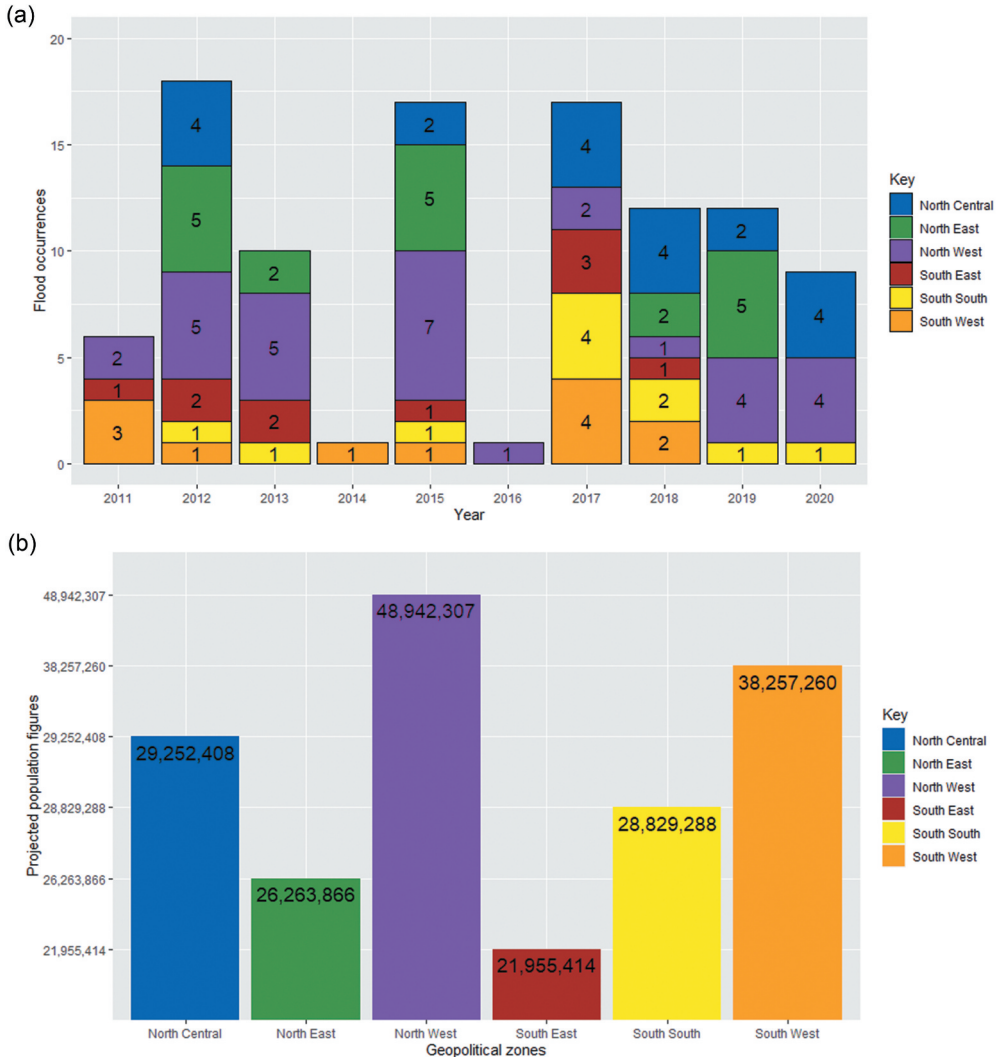 (a)
20
15
10
5
0
Flood occurrences
2 1 3
4 5 5 2 1 1
2 5 2 1
1
2 5 7 1 1 1
1
4 2 3 4 4
4 2 1 1 2 2
2 5 4 1
4 4 1
2011 2012 2013 2014 2015 2016 2017 2018 2019 2020
Year
Key
North Central
North East
North West
South East
South South
South West
(b)
48,942,307
38,257,260
29,252,408
28,829,288
26,263,866
21,955,414
Projected population figures
29,252,408
26,263,866
48,942,307
21,955,414
28,829,288
38,257,260
North Central North East North West South East South South South West
Geopolitical zones
Key
North Central
North East
North West
South East
South South
South West